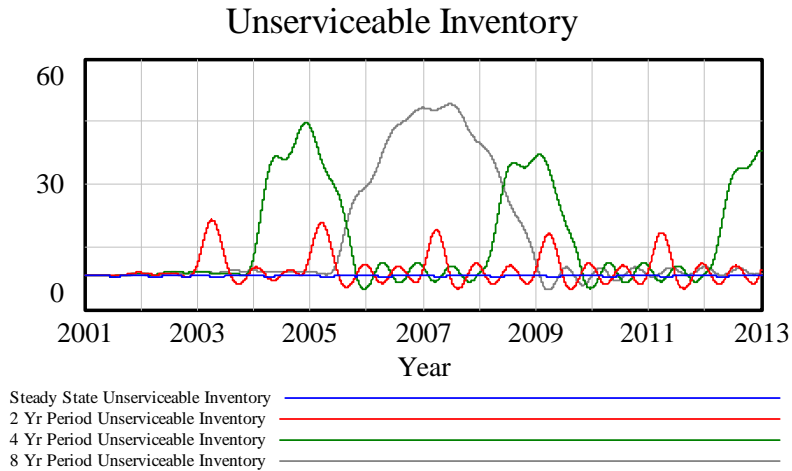 Unserviceable Inventory
60
30
0
2001 2003 2005 2007 2009 2011 2013
Year
Steady State Unserviceable Inventory
2 Yr Period Unserviceable Inventory
4 Yr Period Unserviceable Inventory
8 Yr Period Unserviceable Inventory